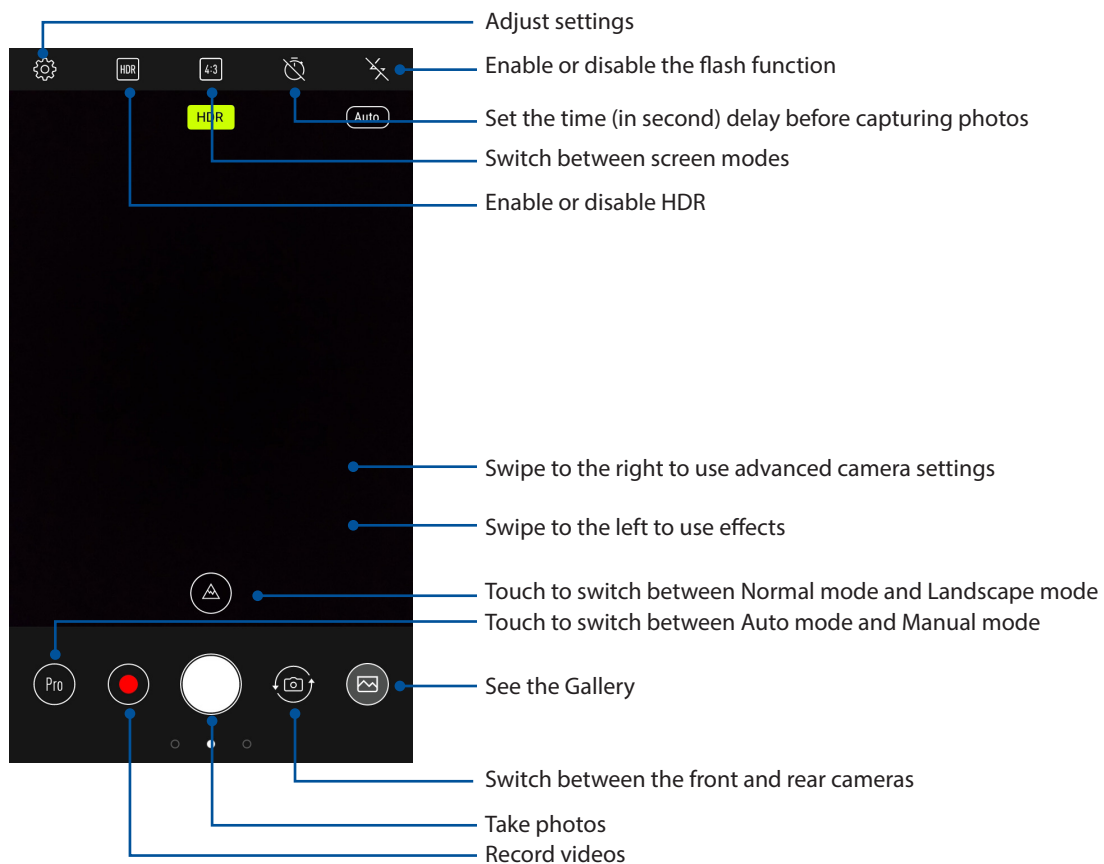 Adjust settings
HDR
4:3
Enable or disable the flash function
HDR
Auto
Set the time (in second) delay before capturing photos
Switch between screen modes
Enable or disable HDR
Swipe to the right to use advanced camera settings
Swipe to the left to use effects
Touch to switch between Normal mode and Landscape mode
Touch to switch between Auto mode and Manual mode
Pro
See the Gallery
Switch between the front and rear cameras
Take photos
Record videos